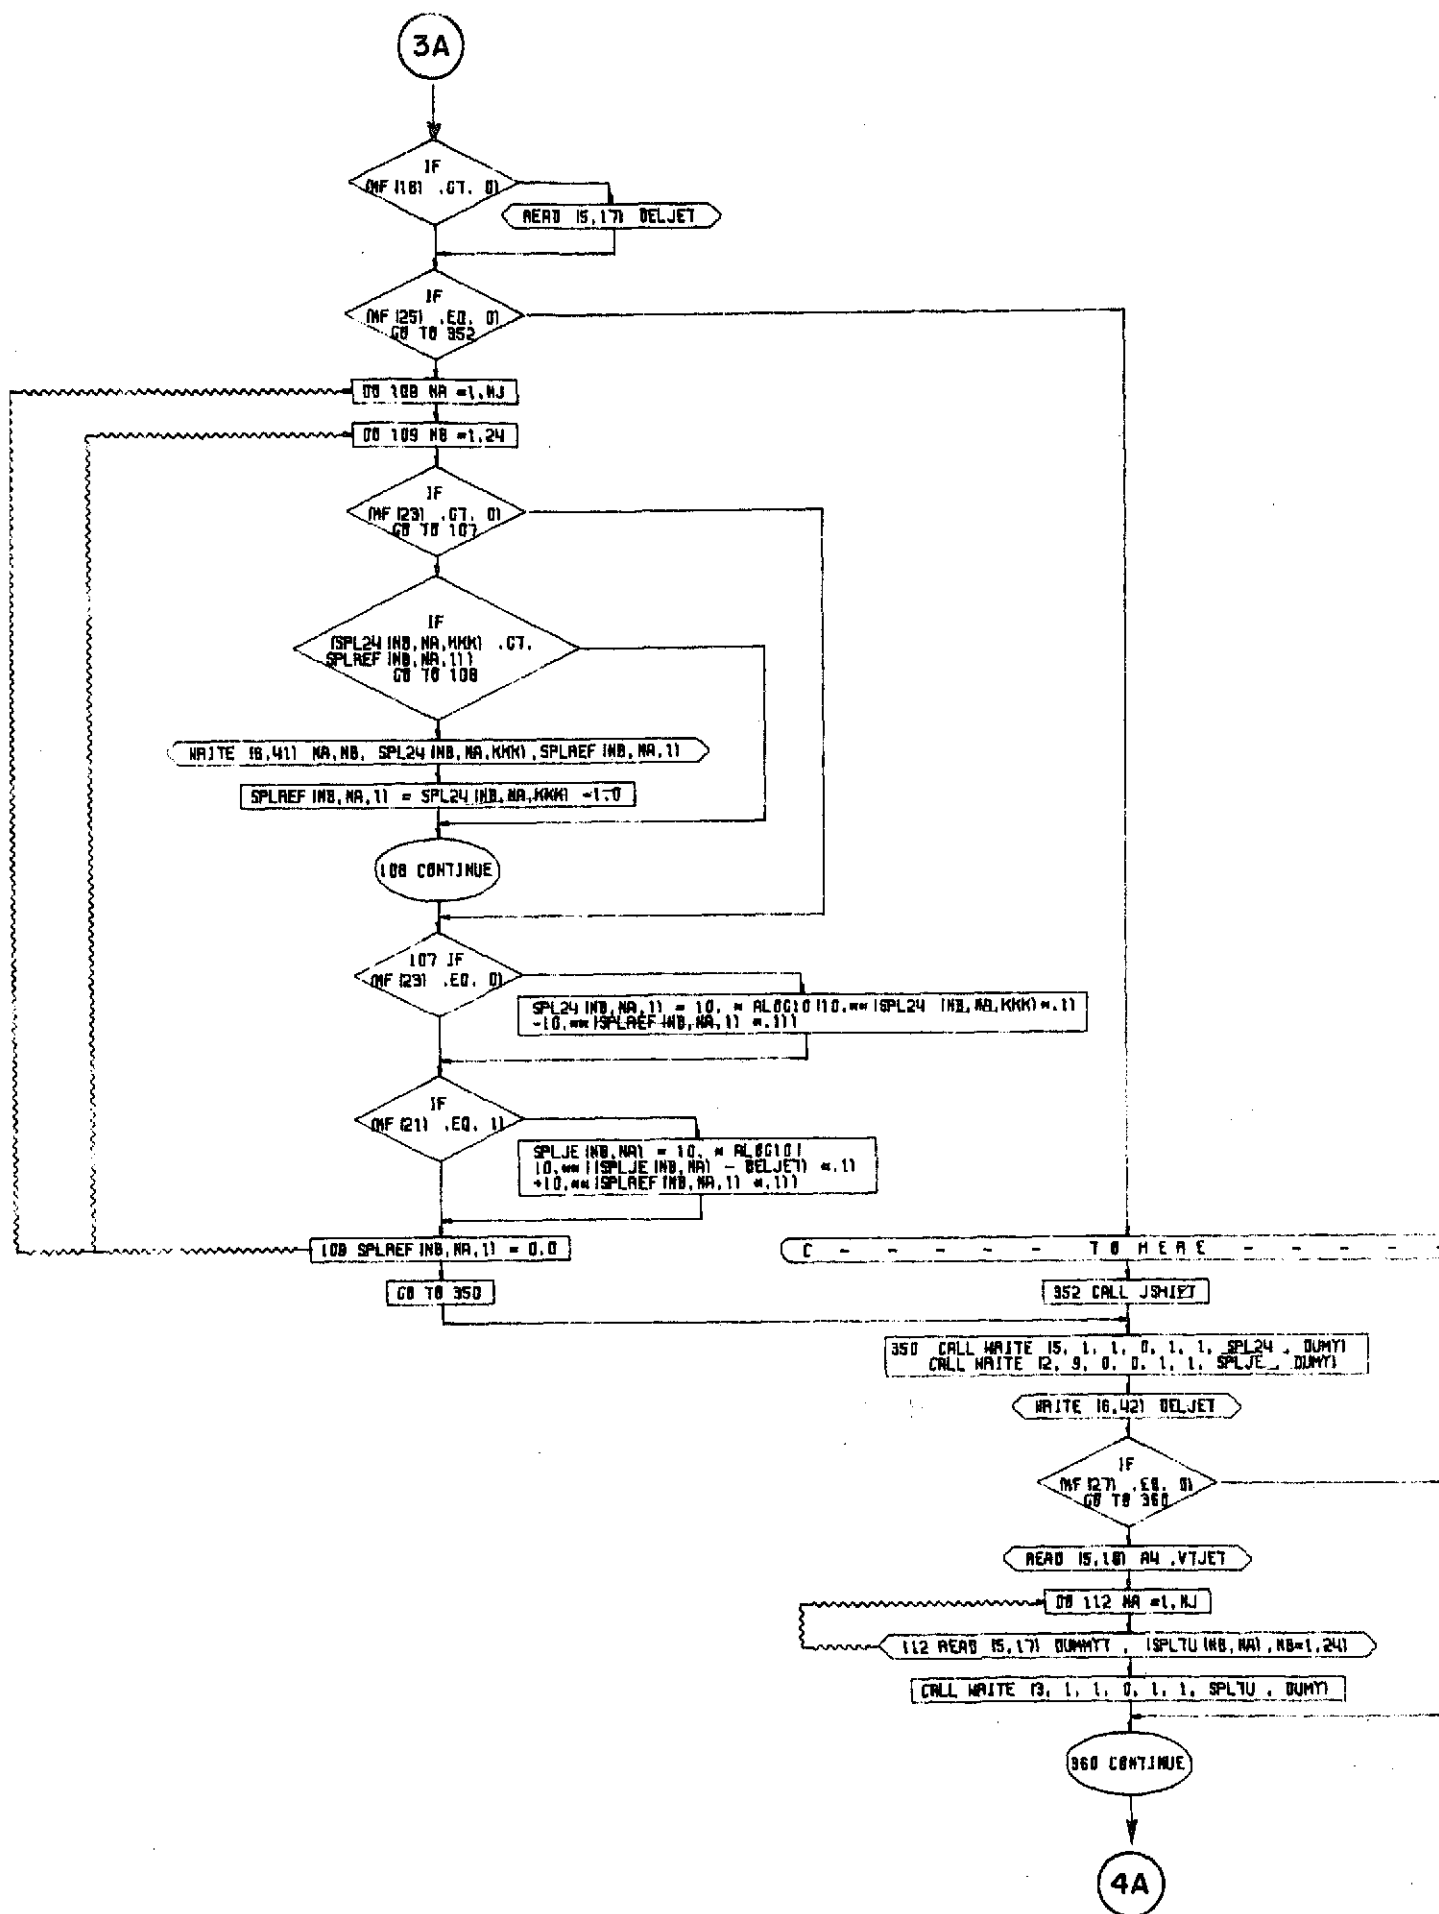 3A
IF
(MF (18) .GT. 0)
READ (5,17) DELJET
IF
(MF (25) .EQ. 0)
GO TO 352
DO 109 NA =1,NJ
DO 109 NB =1,24
IF
(MF (23) .GT. 0)
GO TO 107
IF
(SPL24 (NB,NA,KKK) .GT.
SPLREF (NB,NA,1))
GO TO 108
WRITE (6,41) NA,NB, SPL24 (NB,NA,KKK),SPLREF (NB,NA,1)
SPLREF (NB,NA,1) = SPL24 (NB,NA,KKK) -1.0
108 CONTINUE
107 IF
(MF (23) .EQ. 0)
SPL24 (NB,NA,1) = 10. * ALOG10 (10.** (SPL24 (NB,NA,KKK)*.1)
-10.** (SPLREF (NB,NA,1) *.1))
IF
(MF (21) .EQ. 1)
SPLJE (NB,NA) = 10. * ALOG10(
10.** ((SPLJE (NB,NA) - DELJET) *.1)
+10.** (SPLREF (NB,NA,1) *.1))
109 SPLREF (NB,NA,1) = 0.0
GO TO 350
C - - - - - TO HERE - - - - -
352 CALL JSHIFT
350 CALL WRITE (5, 1, 1, 0, 1, 1, SPL24 , DUMY)
CALL WRITE (2, 9, 0, 0, 1, 1, SPLJE , DUMY)
WRITE (6,42) DELJET
IF
(MF (27) .EQ. 0)
GO TO 360
READ (5,18) A4 ,VTJET
DO 112 NA =1,NJ
112 READ (5,17) DUMMYT , (SPLTU (NB,NA),NB=1,24)
CALL WRITE (3, 1, 1, 0, 1, 1, SPLTU , DUMY)
360 CONTINUE
4A